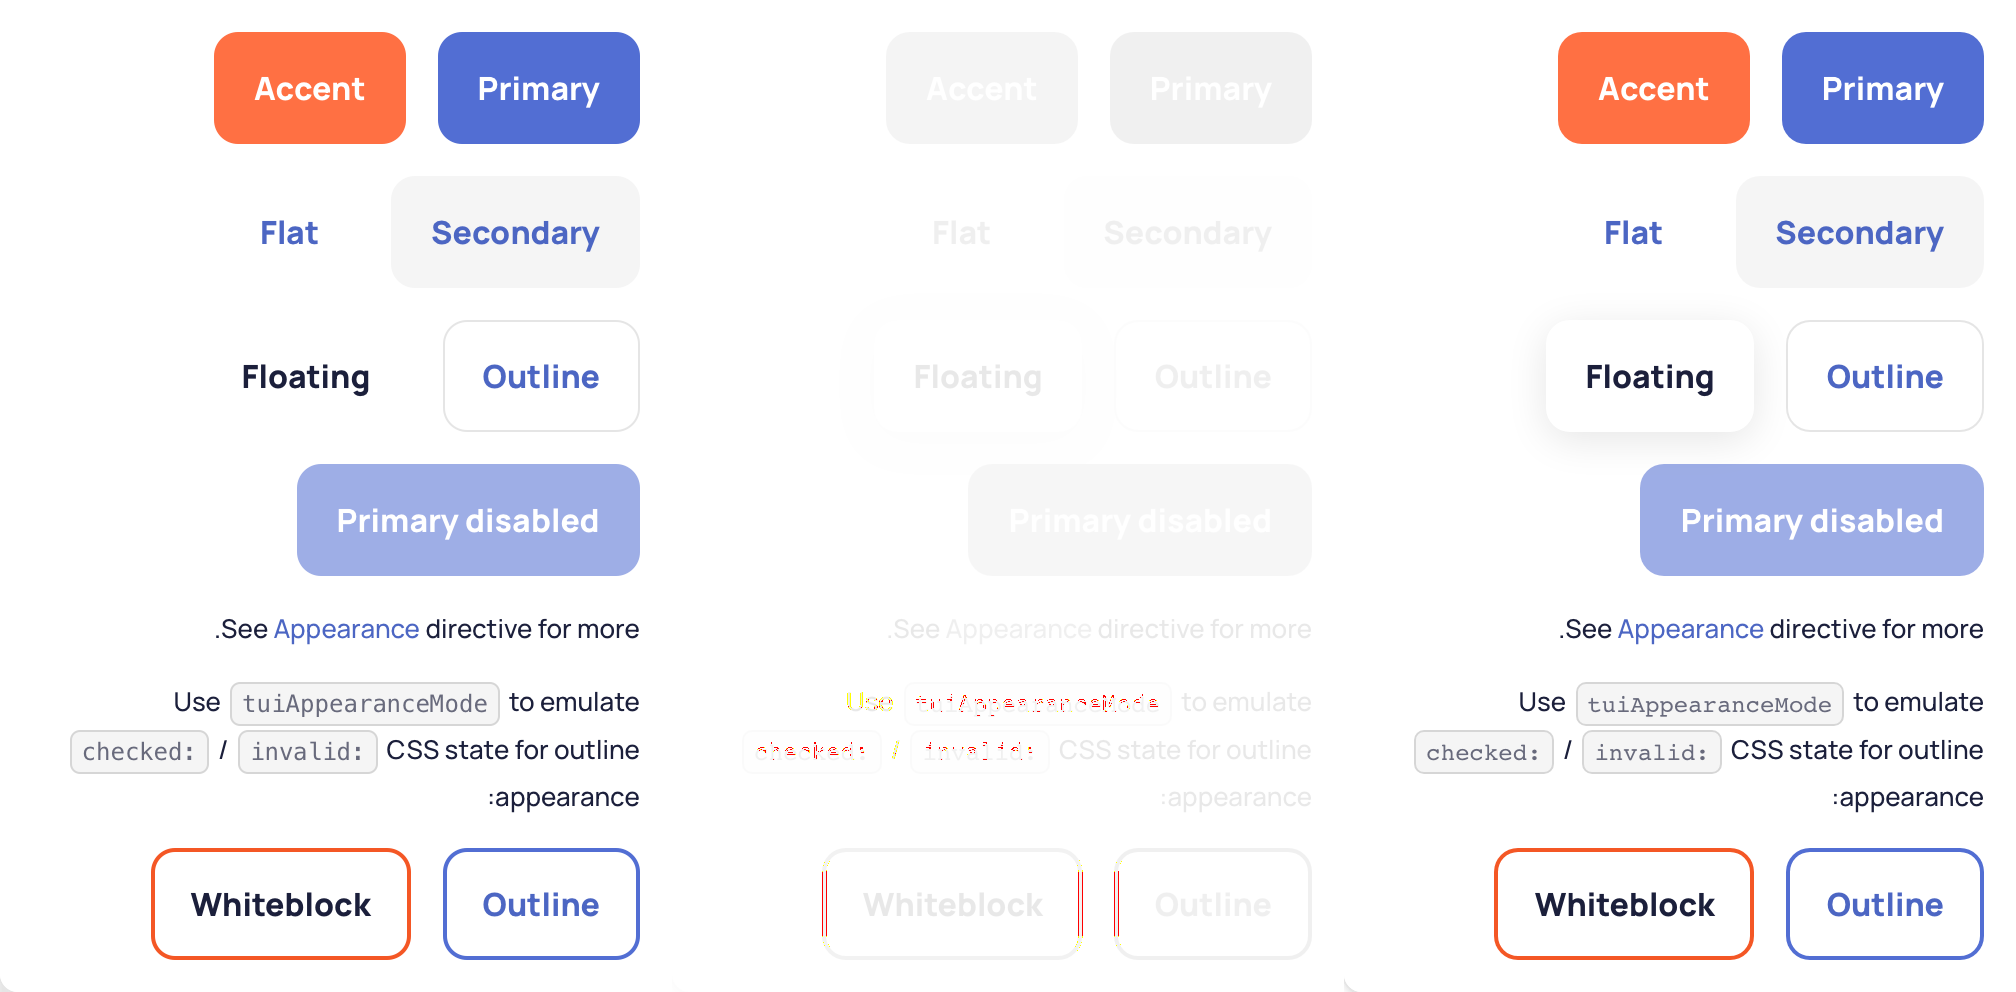 Accent Primary
Flat Secondary
Floating Outline
Primary disabled
.See Appearance directive for more
Use tuiAppearanceMode to emulate
checked: / invalid: CSS state for outline
:appearance
Whiteblock Outline
Accent Primary
Flat Secondary
Floating Outline
Primary disabled
.See Appearance directive for more
Use tuiAppearanceMode to emulate
checked: / invalid: CSS state for outline
:appearance
Whiteblock Outline
Accent Primary
Flat Secondary
Floating Outline
Primary disabled
.See Appearance directive for more
Use tuiAppearanceMode to emulate
checked: / invalid: CSS state for outline
:appearance
Whiteblock Outline